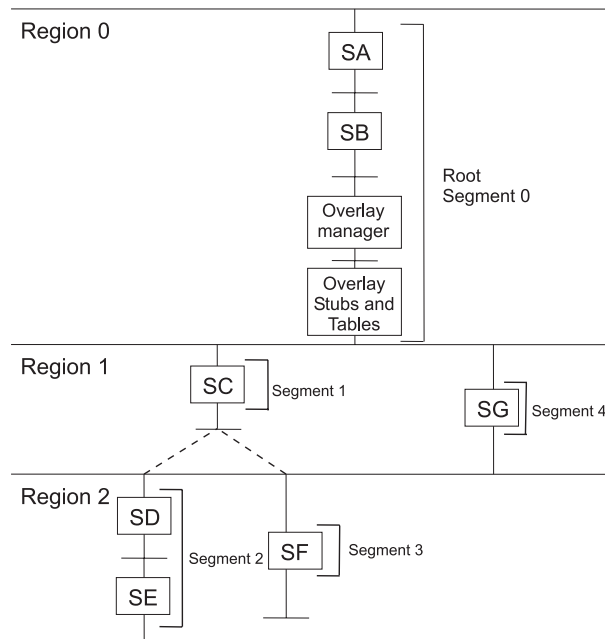 Region 0
SA
SB
Root
Segment 0
Overlay
manager
Overlay
Stubs and
Tables
Region 1
SC
Segment 1
SG
Segment 4
Region 2
SD
Segment 2
SE
SF
Segment 3